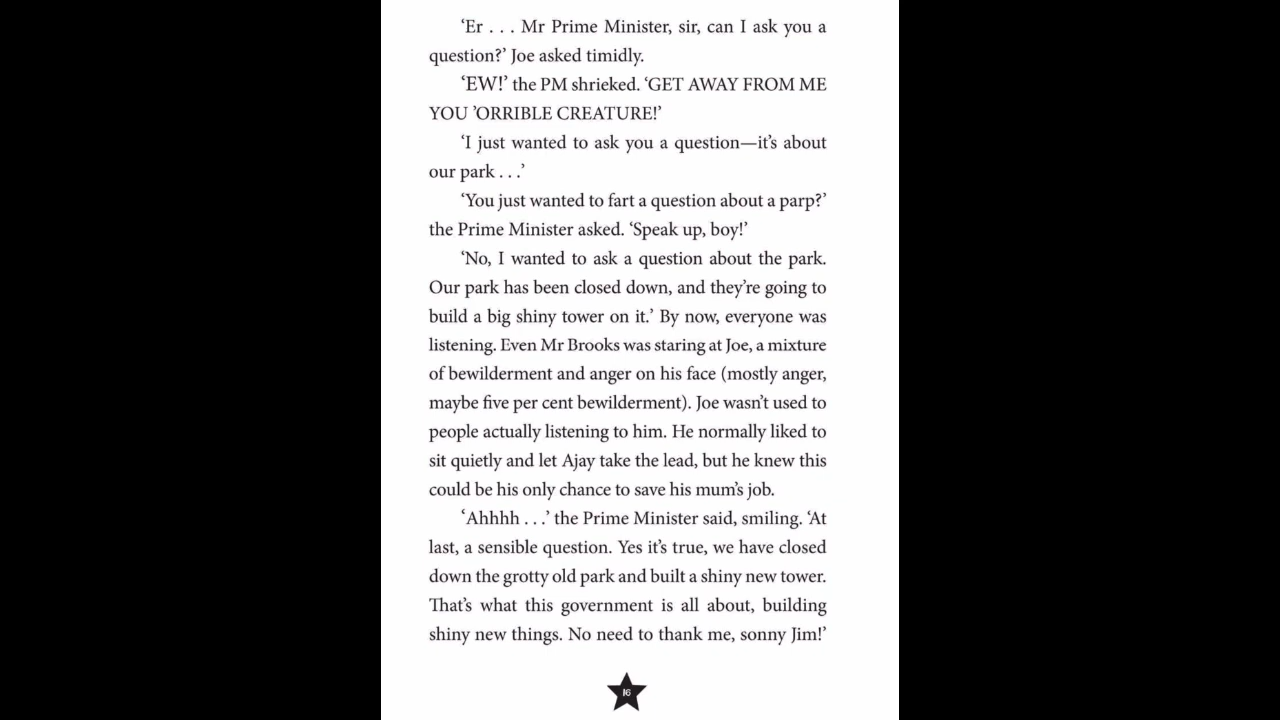 ‘Er . . . Mr Prime Minister, sir, can I ask you a
question?’ Joe asked timidly.
‘EW!’ the PM shrieked. ‘GET AWAY FROM ME
YOU ’ORRIBLE CREATURE!’
‘I just wanted to ask you a question—it’s about
our park . . .’
‘You just wanted to fart a question about a parp?’
the Prime Minister asked. ‘Speak up, boy!’
‘No, I wanted to ask a question about the park.
Our park has been closed down, and they’re going to
build a big shiny tower on it.’ By now, everyone was
listening. Even Mr Brooks was staring at Joe, a mixture
of bewilderment and anger on his face (mostly anger,
maybe five per cent bewilderment). Joe wasn’t used to
people actually listening to him. He normally liked to
sit quietly and let Ajay take the lead, but he knew this
could be his only chance to save his mum’s job.
‘Ahhhh . . .’ the Prime Minister said, smiling. ‘At
last, a sensible question. Yes it’s true, we have closed
down the grotty old park and built a shiny new tower.
That’s what this government is all about, building
shiny new things. No need to thank me, sonny Jim!’
16